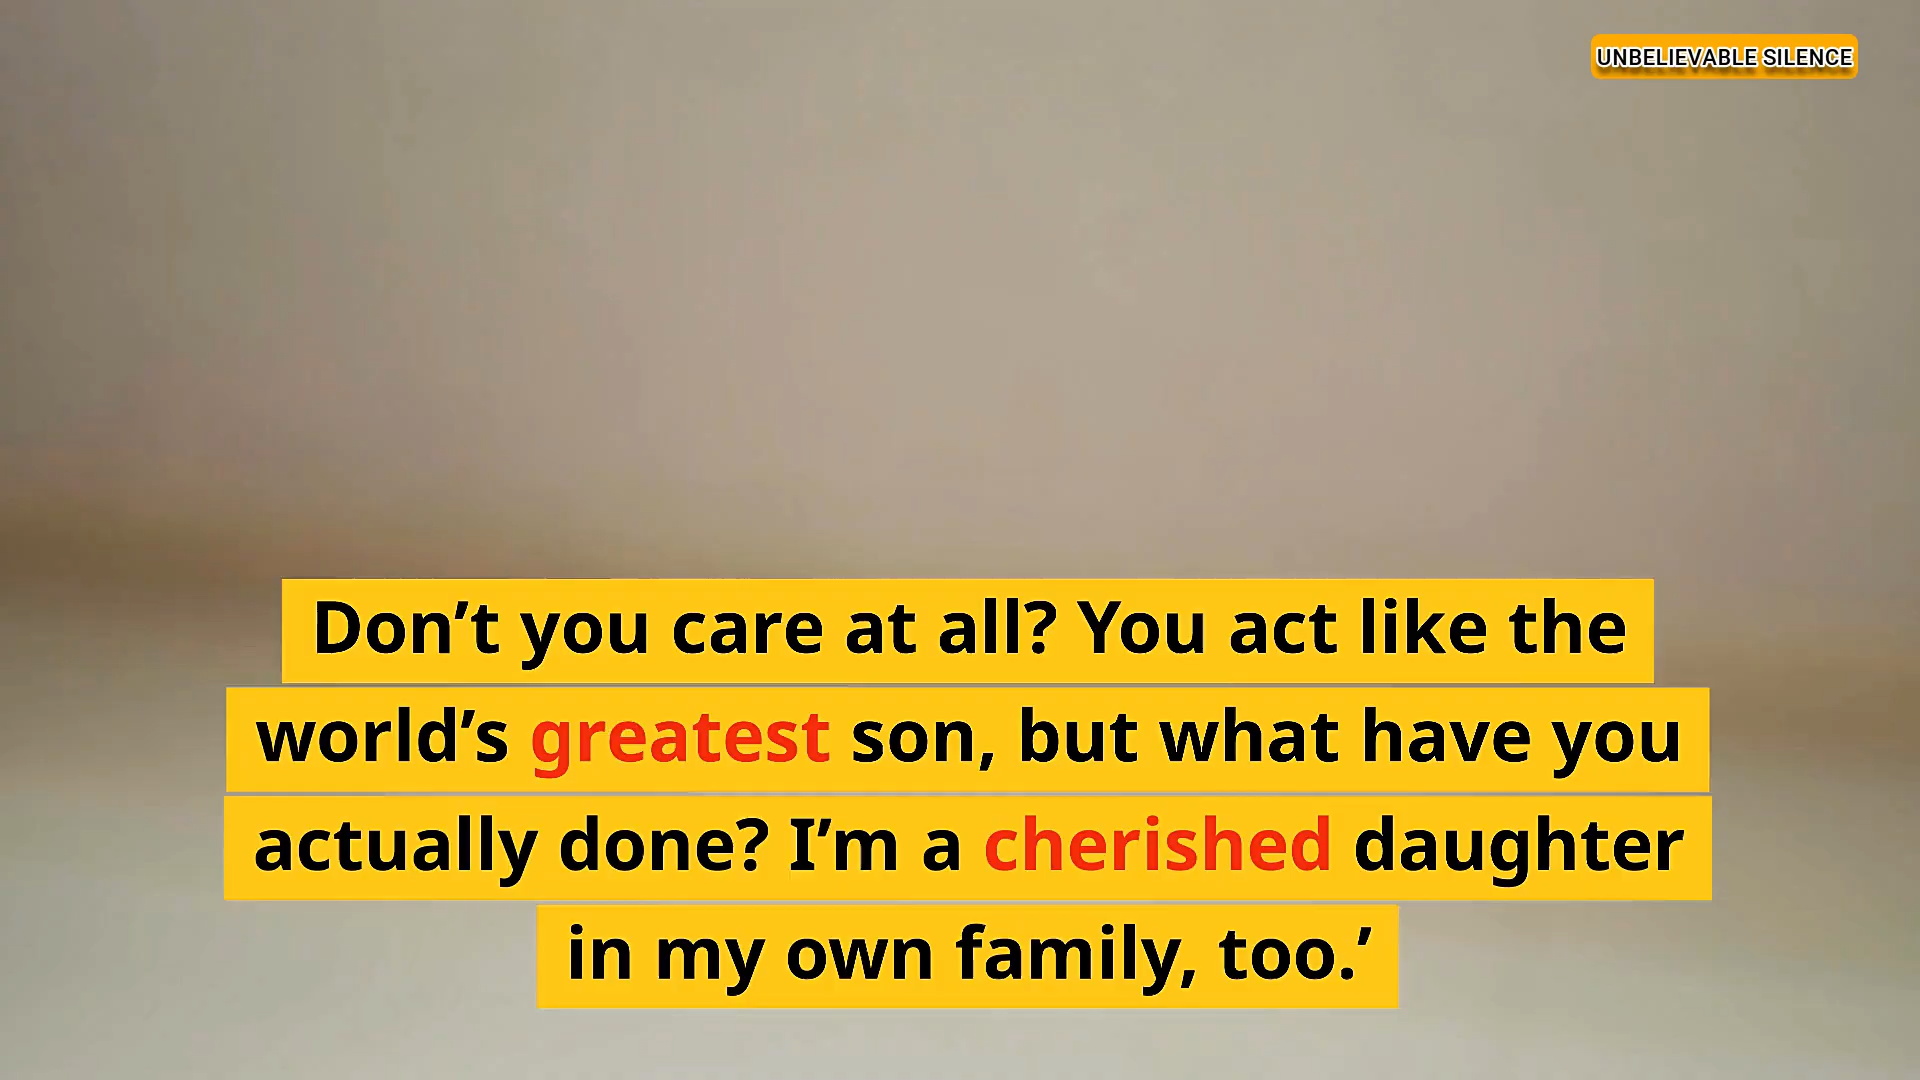 UNBELIEVABLE SILENCE
Don’t you care at all? You act like the
world’s greatest son, but what have you
actually done? I’m a cherished daughter
in my own family, too.’